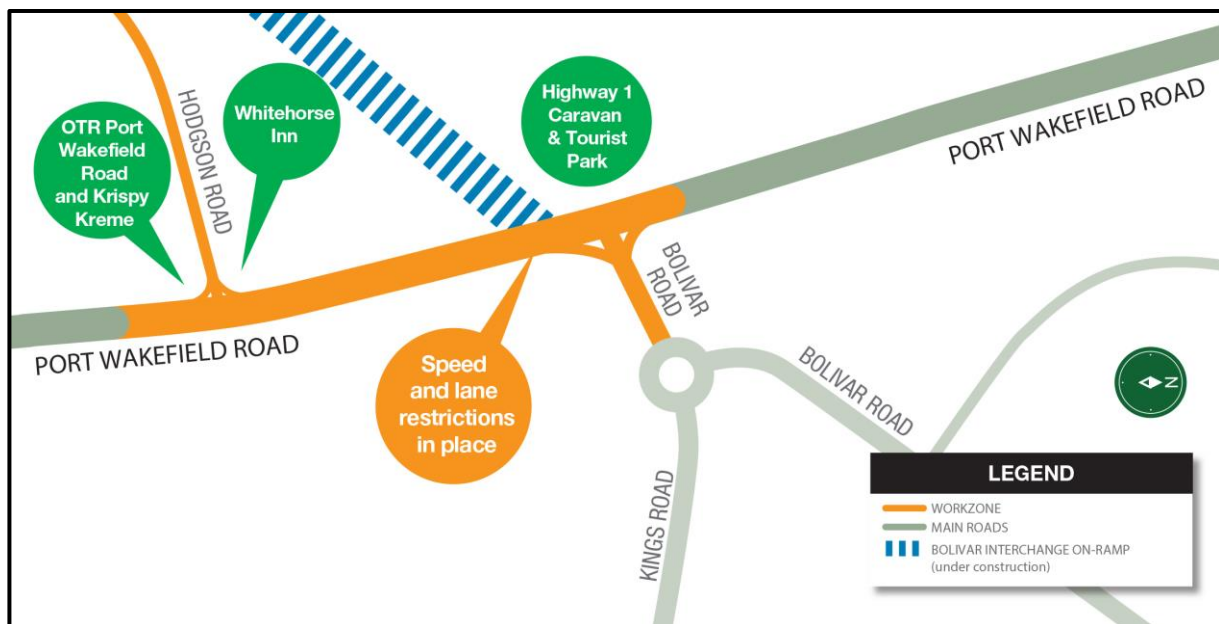 HODGSON ROAD
OTR Port
Wakefield
Road
and Krispy
Kreme
Whitehorse
Inn
Highway 1
Caravan
& Tourist
Park
PORT WAKEFIELD ROAD
BOLIVAR
ROAD
PORT WAKEFIELD ROAD
Speed
and lane
restrictions
in place
BOLIVAR ROAD
KINGS ROAD
N
LEGEND
WORKZONE
MAIN ROADS
BOLIVAR INTERCHANGE ON-RAMP
(under construction)